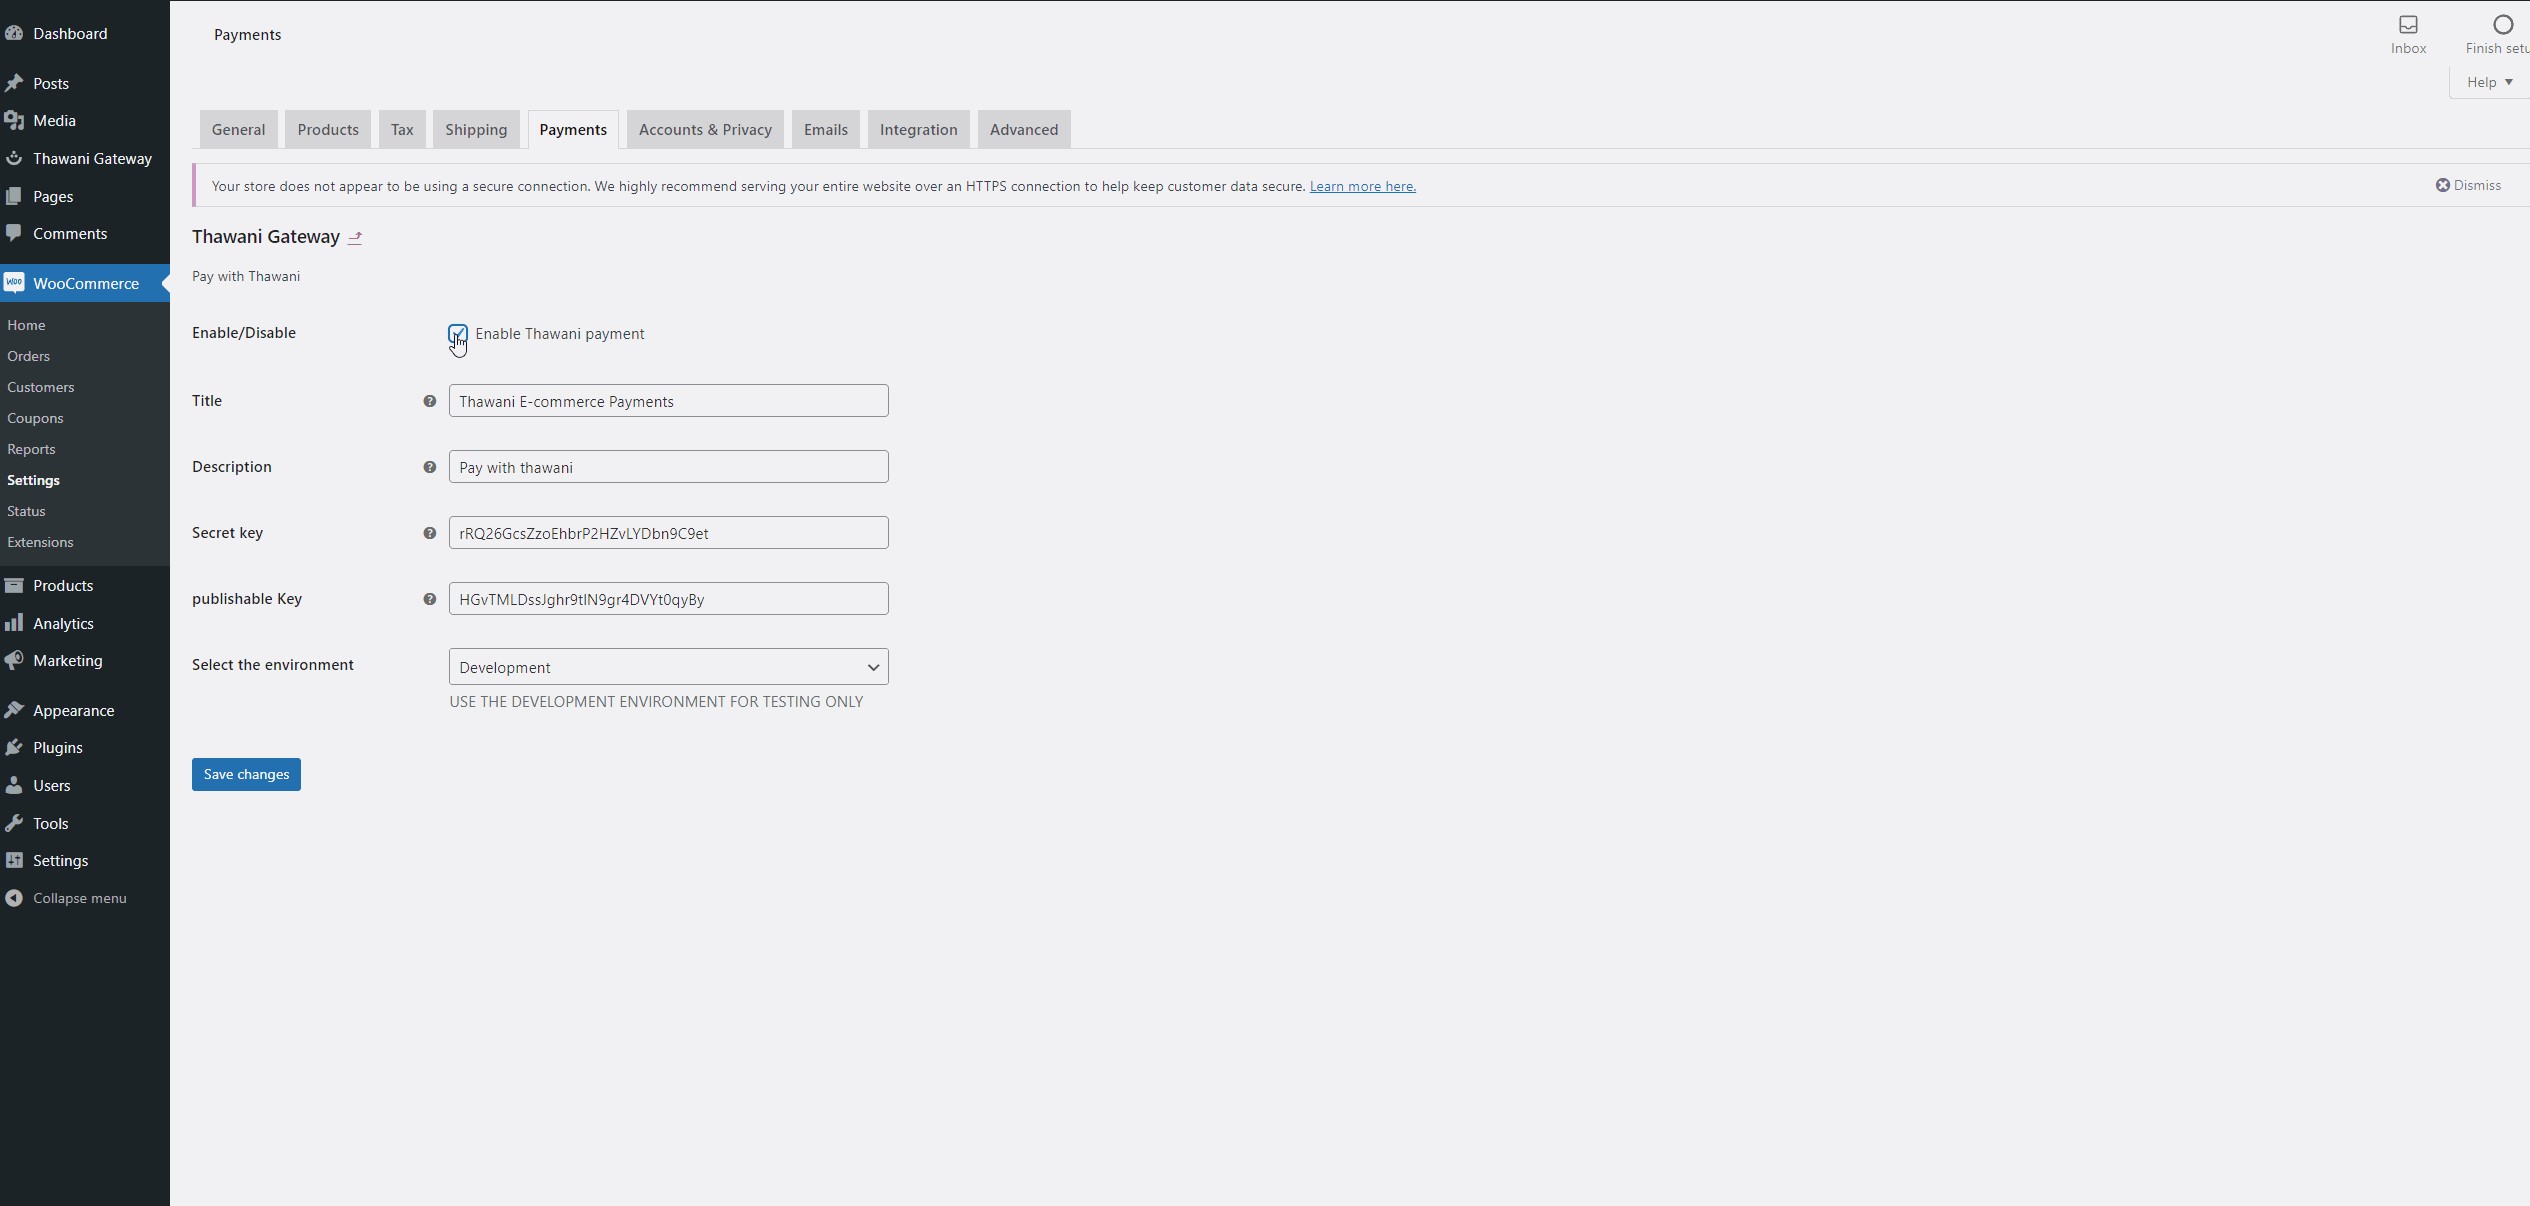 Dashboard
Posts
Media
Thawani Gateway
Pages
Comments
WooCommerce
Home
Orders
Customers
Coupons
Reports
Settings
Status
Extensions
Products
Analytics
Marketing
Appearance
Plugins
Users
Tools
Settings
Collapse menu
Payments
Inbox
Finish setu
Help
General
Products
Tax
Shipping
Payments
Accounts & Privacy
Emails
Integration
Advanced
Your store does not appear to be using a secure connection. We highly recommend serving your entire website over an HTTPS connection to help keep customer data secure. Learn more here.
Dismiss
Thawani Gateway
Pay with Thawani
Enable/Disable
Enable Thawani payment
Title
Thawani E-commerce Payments
Description
Pay with thawani
Secret key
rRQ26GcsZzoEhbrP2HZvLYDbn9C9et
publishable Key
HGvTMLDssJghr9tlN9gr4DVYt0qyBy
Select the environment
Development
USE THE DEVELOPMENT ENVIRONMENT FOR TESTING ONLY
Save changes